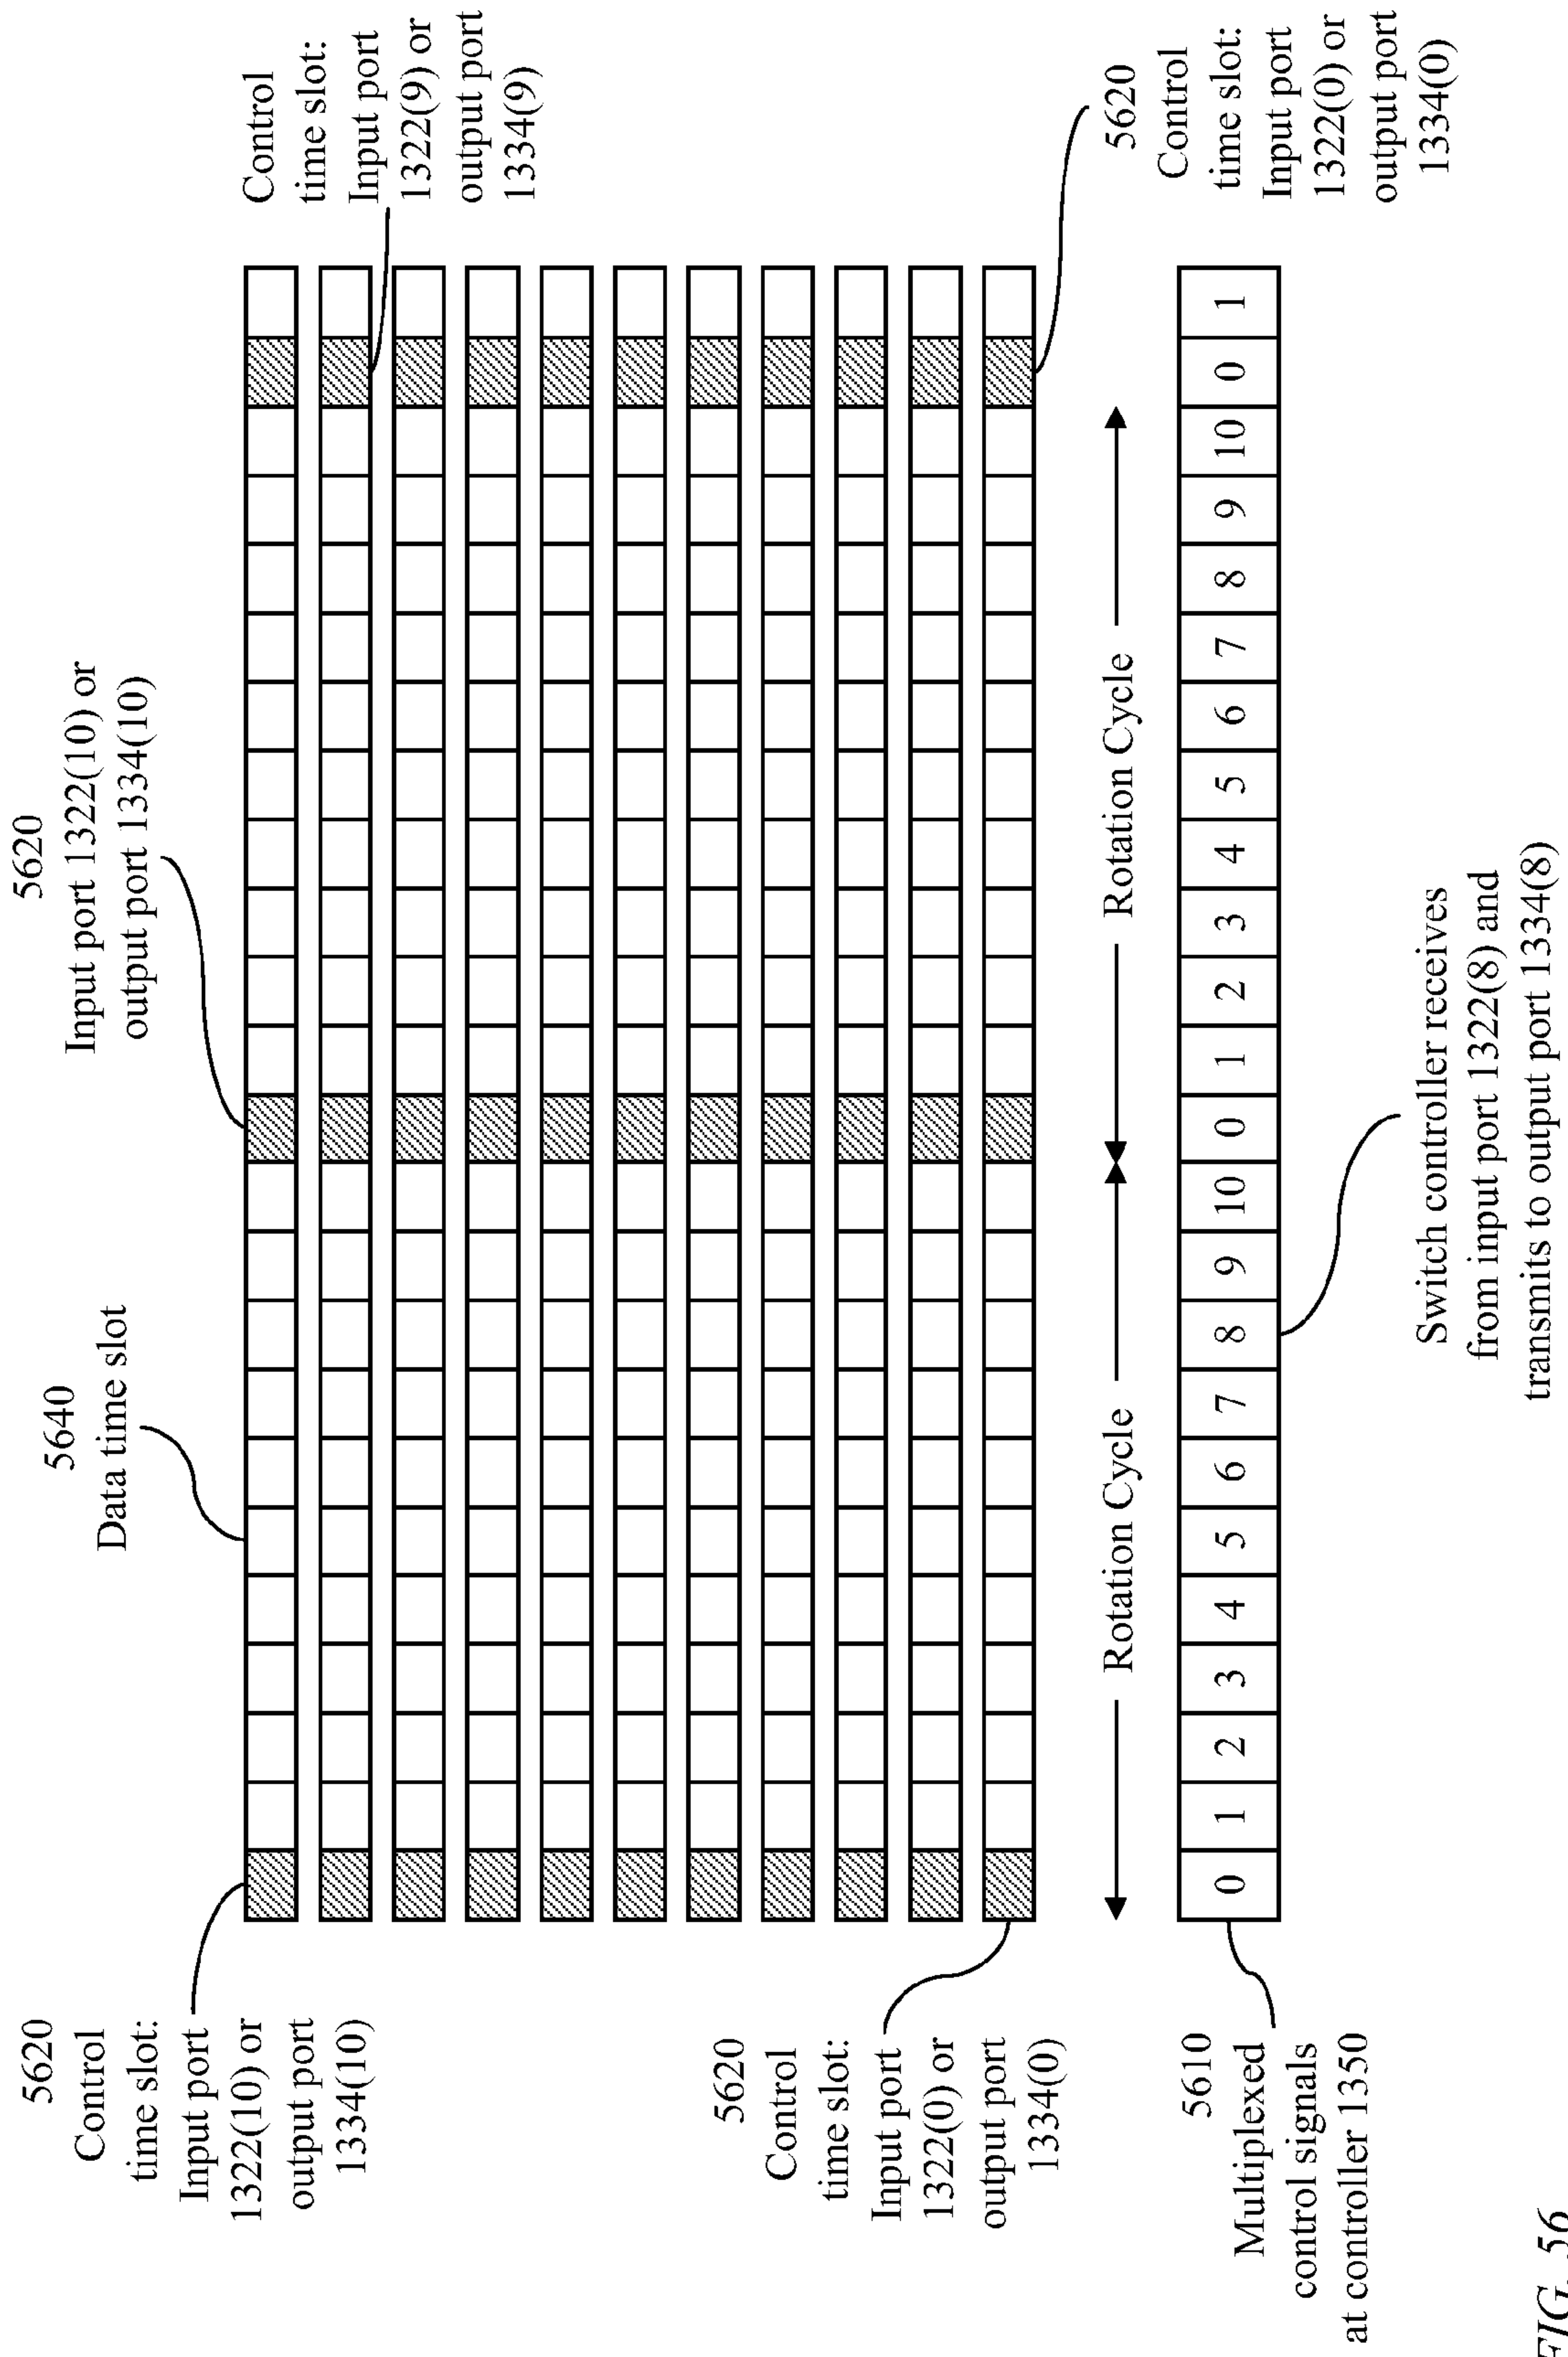 5620
Control
time slot:
Input port
1322(10) or
output port
1334(10)
5640
Data time slot
5620
Input port 1322(10) or
output port 1334(10)
Control
time slot:
Input port
1322(9) or
output port
1334(9)
5620
Control
time slot:
Input port
1322(0) or
output port
1334(0)
5620
Control
time slot:
Input port
1322(0) or
output port
1334(0)
Rotation Cycle
Rotation Cycle
5610
Multiplexed
control signals
at controller 1350
0 1 2 3 4 5 6 7 8 9 10 0 1 2 3 4 5 6 7 8 9 10 0 1
Switch controller receives
from input port 1322(8) and
transmits to output port 1334(8)
FIG. 56